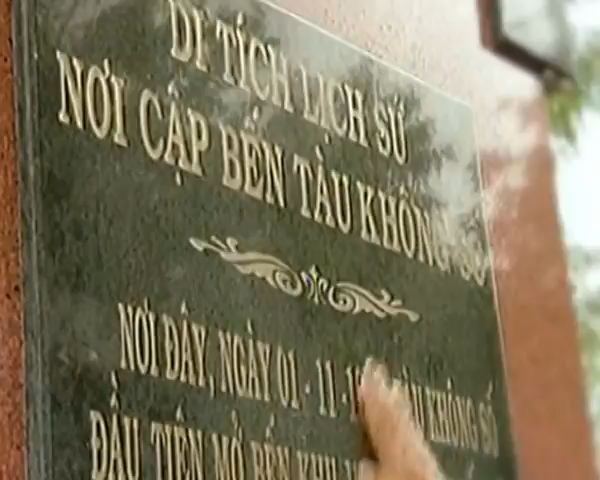 DI TÍCH LỊCH SỬ
NƠI CẬP BẾN TÀU KHÔNG SỐ
NƠI ĐÂY, NGÀY 01 - 11 - TÀU KHÔNG SỐ
ĐẦU TIÊN MỞ BẾN KHU